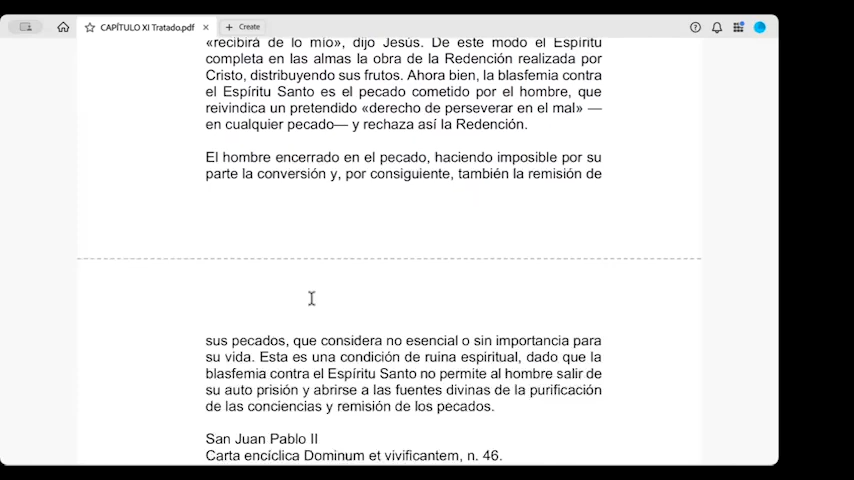 CAPÍTULO XI Tratado.pdf
Create
«recibirá de lo mío», dijo Jesús. De este modo el Espíritu
completa en las almas la obra de la Redención realizada por
Cristo, distribuyendo sus frutos. Ahora bien, la blasfemia contra
el Espíritu Santo es el pecado cometido por el hombre, que
reivindica un pretendido «derecho de perseverar en el mal» —
en cualquier pecado— y rechaza así la Redención.
El hombre encerrado en el pecado, haciendo imposible por su
parte la conversión y, por consiguiente, también la remisión de
sus pecados, que considera no esencial o sin importancia para
su vida. Esta es una condición de ruina espiritual, dado que la
blasfemia contra el Espíritu Santo no permite al hombre salir de
su auto prisión y abrirse a las fuentes divinas de la purificación
de las conciencias y remisión de los pecados.
San Juan Pablo II
Carta encíclica Dominum et vivificantem, n. 46.